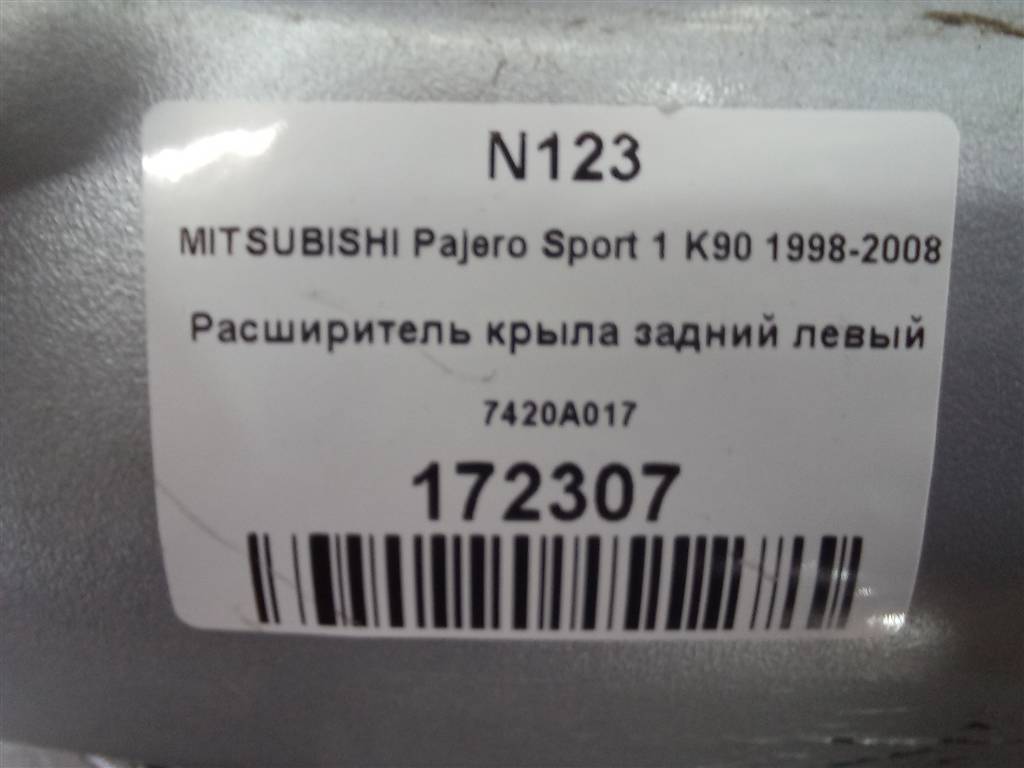 N123
MITSUBISHI Pajero Sport 1 K90 1998-2008
Расширитель крыла задний левый
7420A017
172307